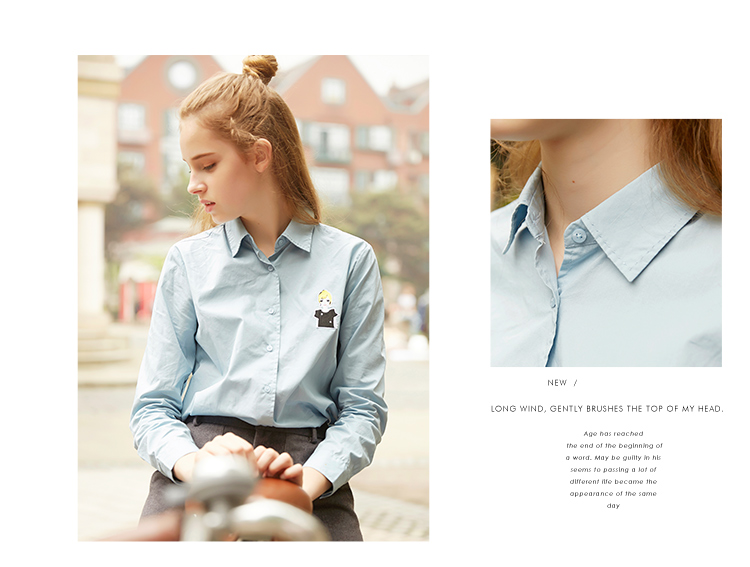 NEW /
LONG WIND, GENTLY BRUSHES THE TOP OF MY HEAD.
Age has reached
the end of the beginning of
a word. May be guilty in his
seems to passing a lot of
different life became the
appearance of the same
day